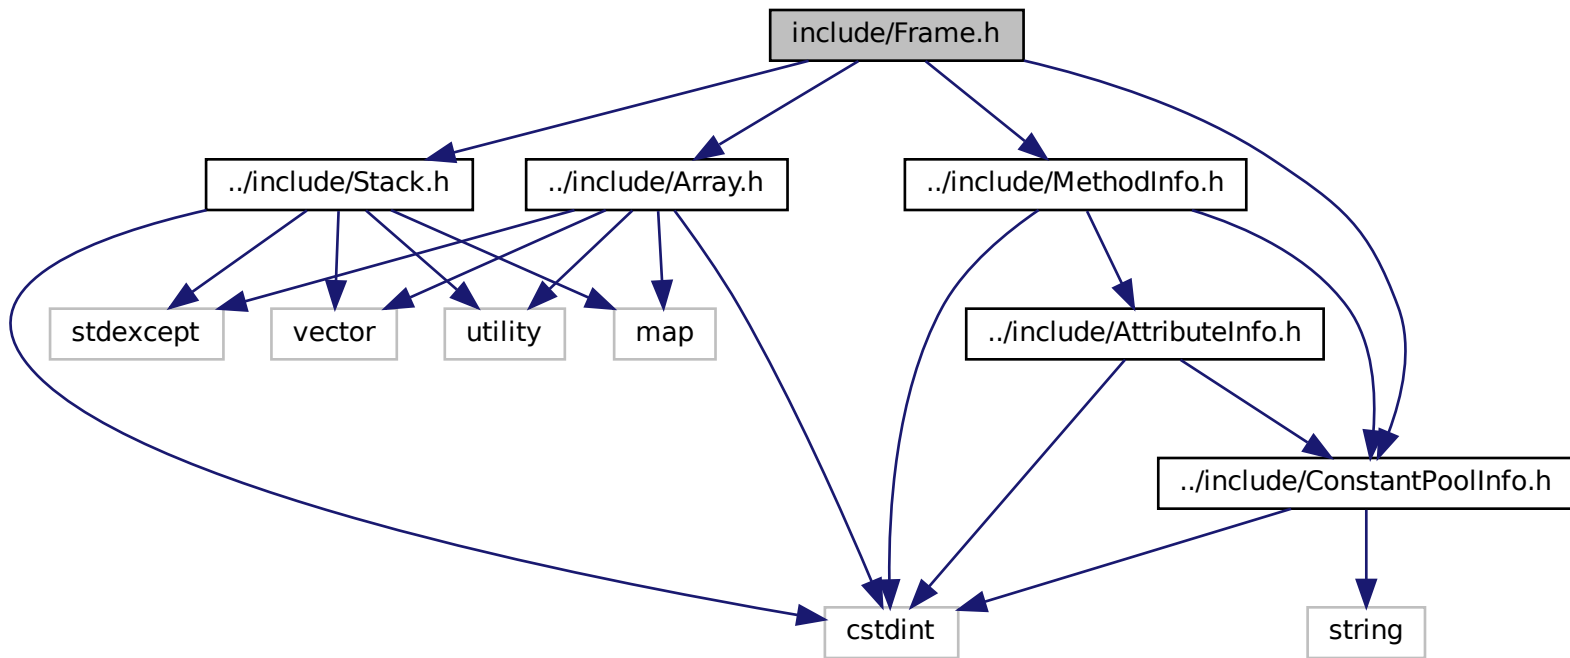 include/Frame.h
../include/Stack.h
../include/Array.h
../include/MethodInfo.h
stdexcept
vector
utility
map
../include/AttributeInfo.h
../include/ConstantPoolInfo.h
cstdint
string